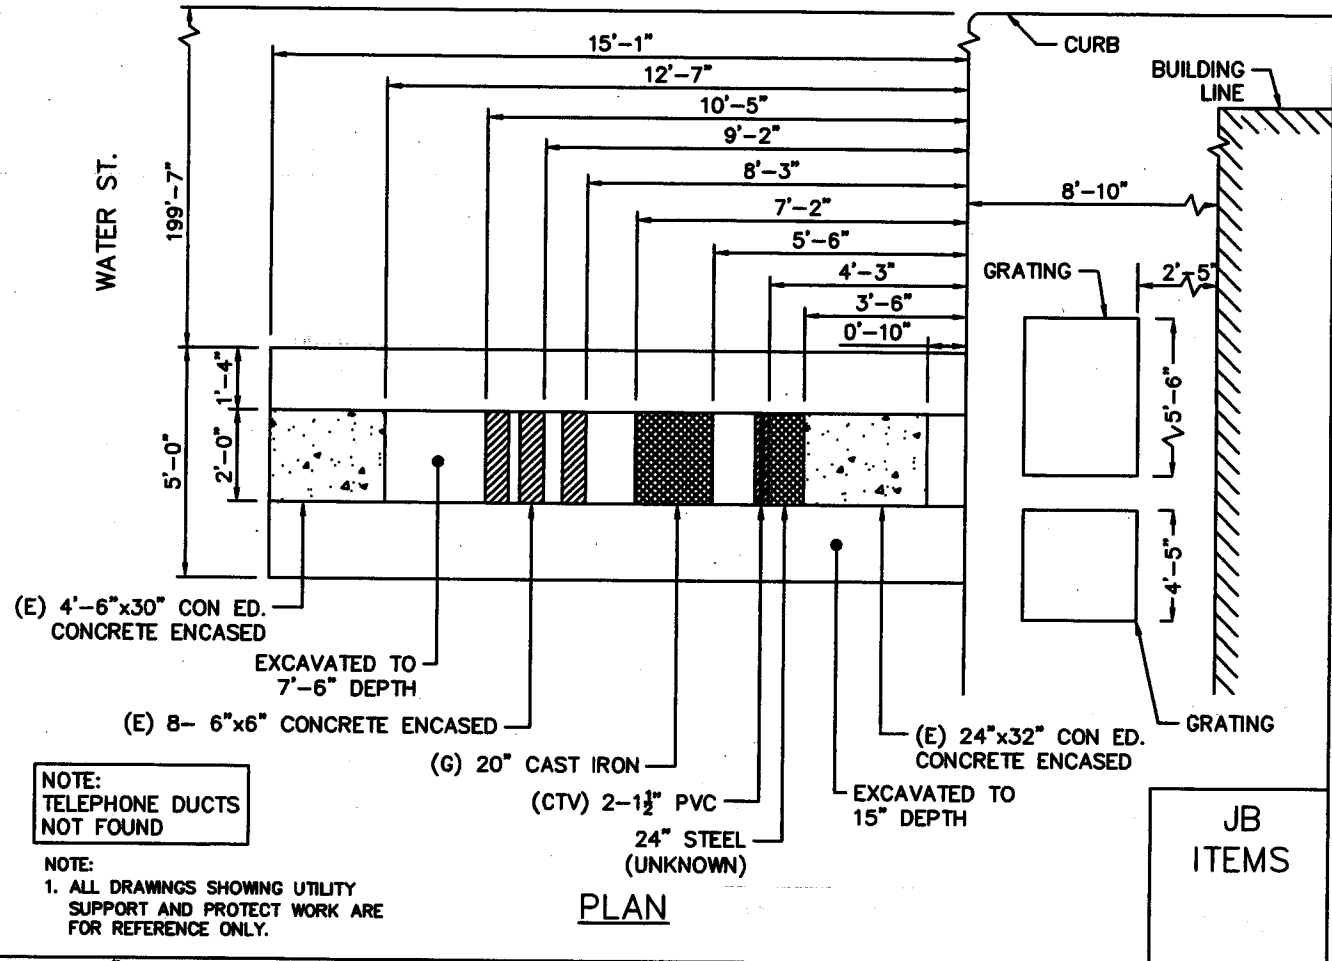 15'-1"
CURB
12'-7"
BUILDING
LINE
10'-5"
9'-2"
WATER ST.
199'-7"
8'-3"
8'-10"
7'-2"
5'-6"
GRATING
2'-5"
4'-3"
3'-6"
0'-10"
1'-4"
5'-6"
5'-0"
2'-0"
4'-5"
(E) 4'-6"x30" CON ED.
CONCRETE ENCASED
EXCAVATED TO
7'-6" DEPTH
(E) 8- 6"x6" CONCRETE ENCASED
GRATING
(E) 24"x32" CON ED.
CONCRETE ENCASED
(G) 20" CAST IRON
(CTV) 2-1½" PVC
EXCAVATED TO
15" DEPTH
24" STEEL
(UNKNOWN)
NOTE:
TELEPHONE DUCTS
NOT FOUND
JB
ITEMS
NOTE:
1. ALL DRAWINGS SHOWING UTILITY
SUPPORT AND PROTECT WORK ARE
FOR REFERENCE ONLY.
PLAN